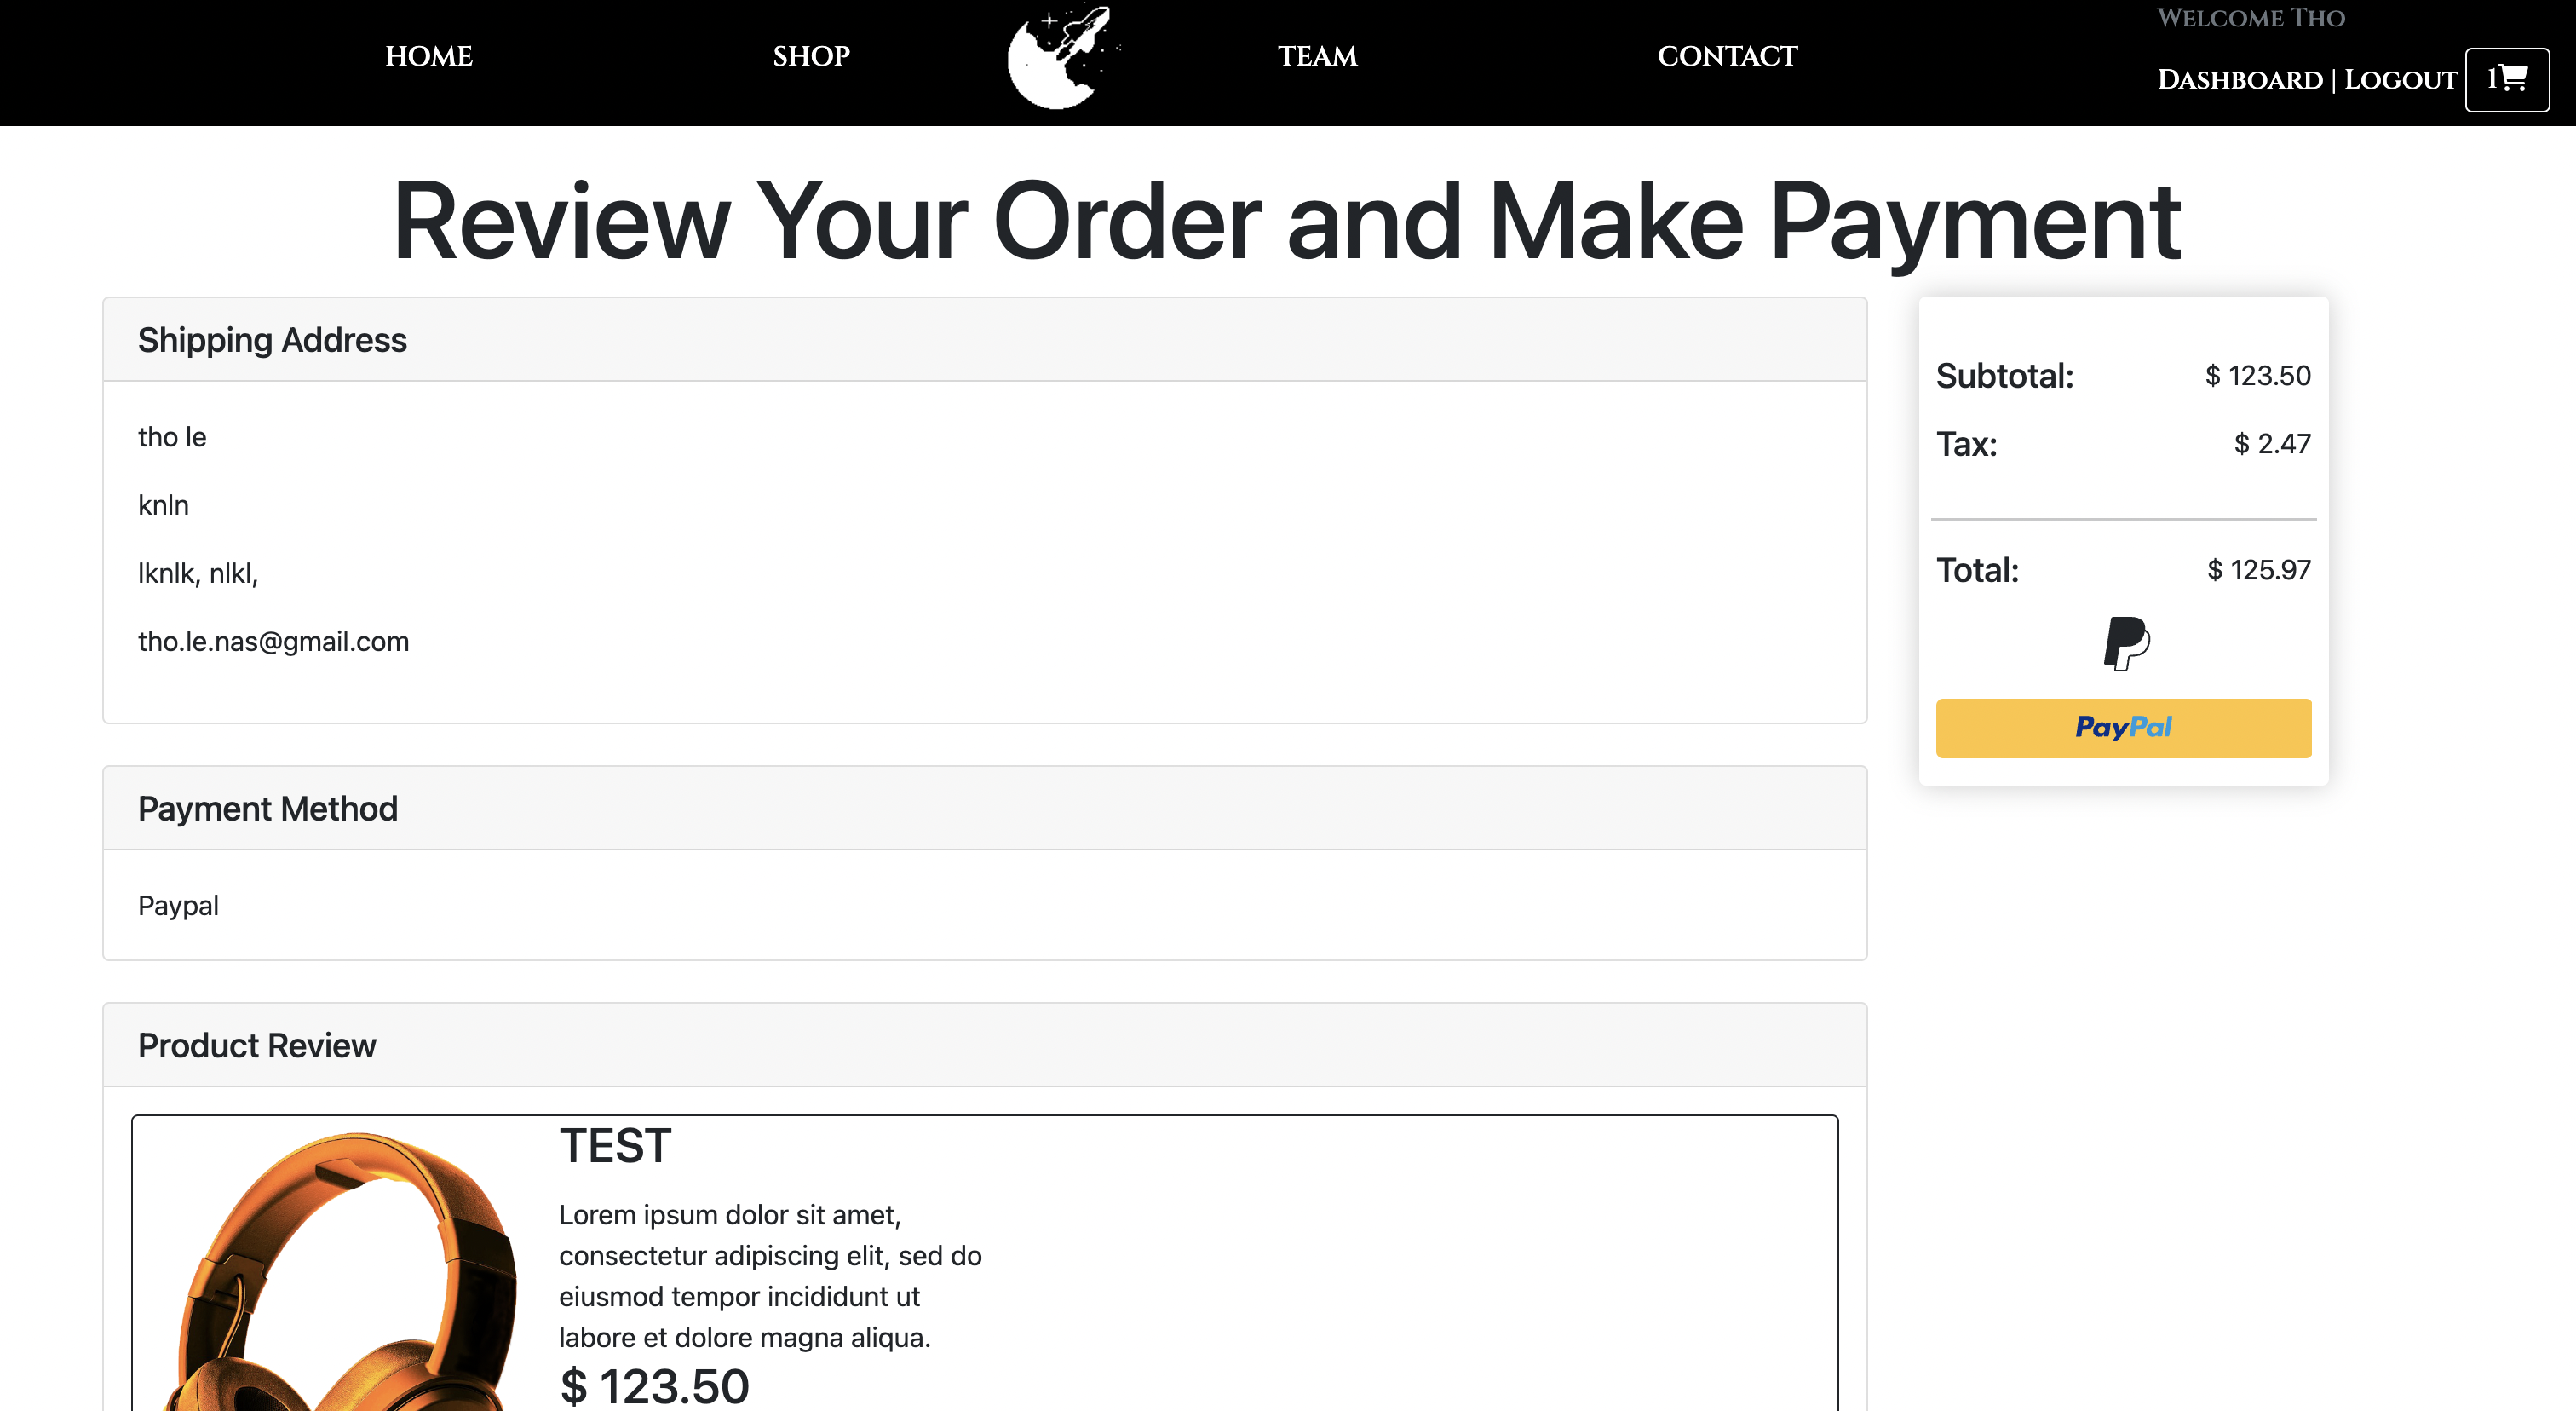 HOME
SHOP
TEAM
CONTACT
Welcome Tho
Dashboard | Logout 1
Review Your Order and Make Payment
Shipping Address
tho le
knln
lknlk, nlkl,
tho.le.nas@gmail.com
Payment Method
Paypal
Product Review
TEST
Lorem ipsum dolor sit amet,
consectetur adipiscing elit, sed do
eiusmod tempor incididunt ut
labore et dolore magna aliqua.
$ 123.50
Subtotal: $ 123.50
Tax: $ 2.47
Total: $ 125.97
PayPal